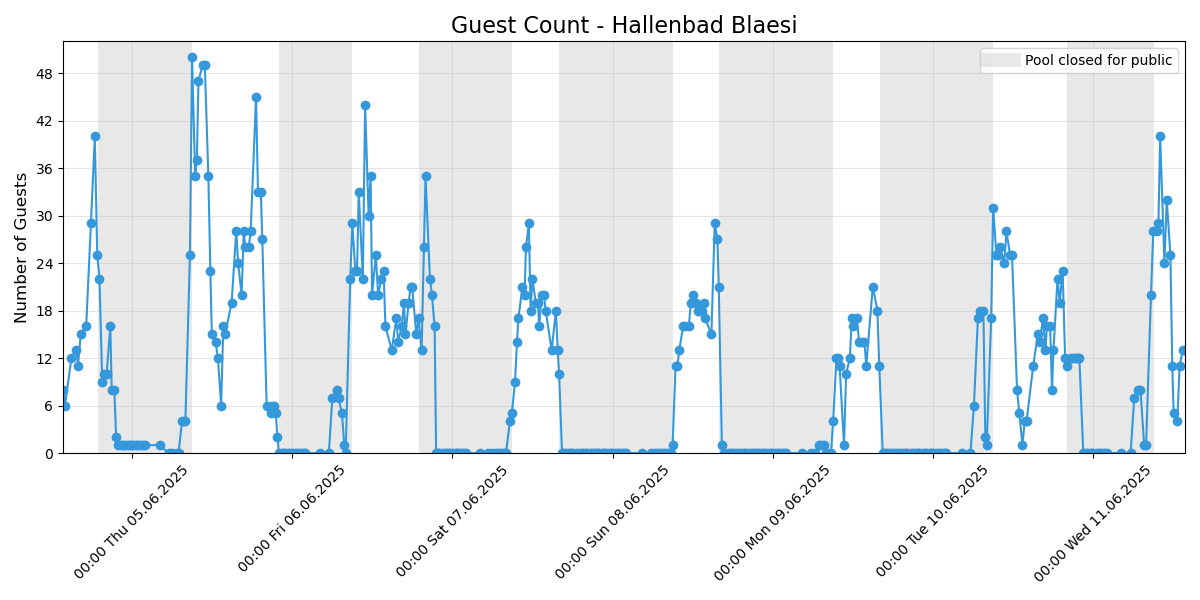 Guest Count - Hallenbad Blaesi
Pool closed for public
Number of Guests
48
42
36
30
24
18
12
6
0
00:00 Thu 05.06.2025
00:00 Fri 06.06.2025
00:00 Sat 07.06.2025
00:00 Sun 08.06.2025
00:00 Mon 09.06.2025
00:00 Tue 10.06.2025
00:00 Wed 11.06.2025